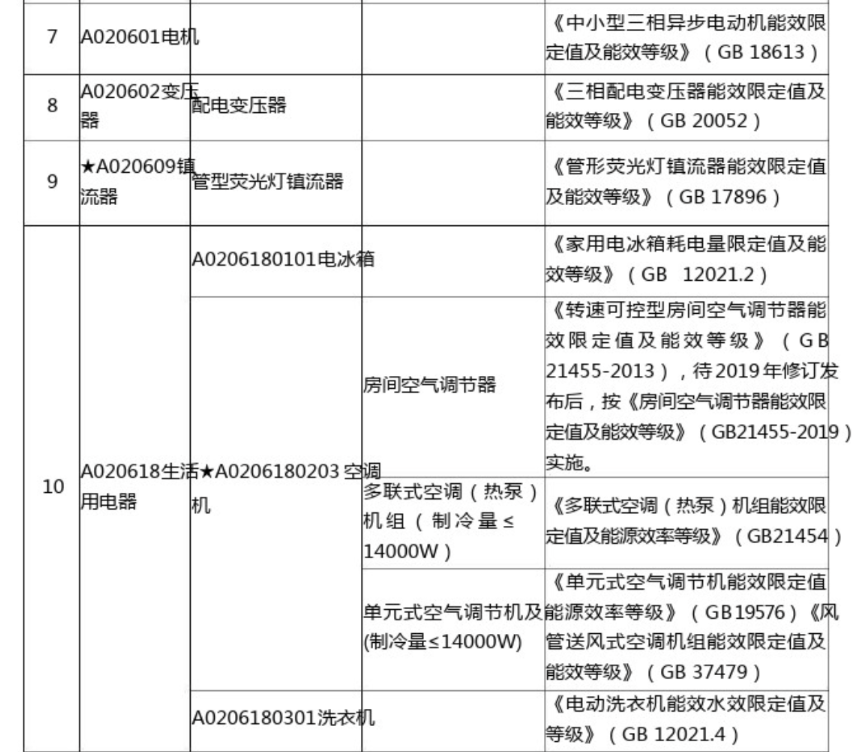 7
A020601电机
《中小型三相异步电动机能效限
定值及能效等级》（GB 18613）
8
A020602变压
器
配电变压器
《三相配电变压器能效限定值及
能效等级》（GB 20052）
9
★A020609镇
流器
管型荧光灯镇流器
《管形荧光灯镇流器能效限定值
及能效等级》（GB 17896）
10
A020618生活
用电器
A0206180101电冰箱
《家用电冰箱耗电量限定值及能
效等级》（GB 12021.2）
★A0206180203 空调
机
房间空气调节器
《转速可控型房间空气调节器能
效限定值及能效等级》（GB
21455-2013），待2019年修订发
布后，按《房间空气调节器能效限
定值及能效等级》（GB21455-2019）
实施。
多联式空调（热泵）
机组（制冷量≤
14000W）
《多联式空调（热泵）机组能效限
定值及能源效率等级》（GB21454）
单元式空气调节机及
(制冷量≤14000W)
《单元式空气调节机能效限定值
能源效率等级》（GB19576）《风
管送风式空调机组能效限定值及
能效等级》（GB 37479）
A0206180301洗衣机
《电动洗衣机能效水效限定值及
等级》（GB 12021.4）